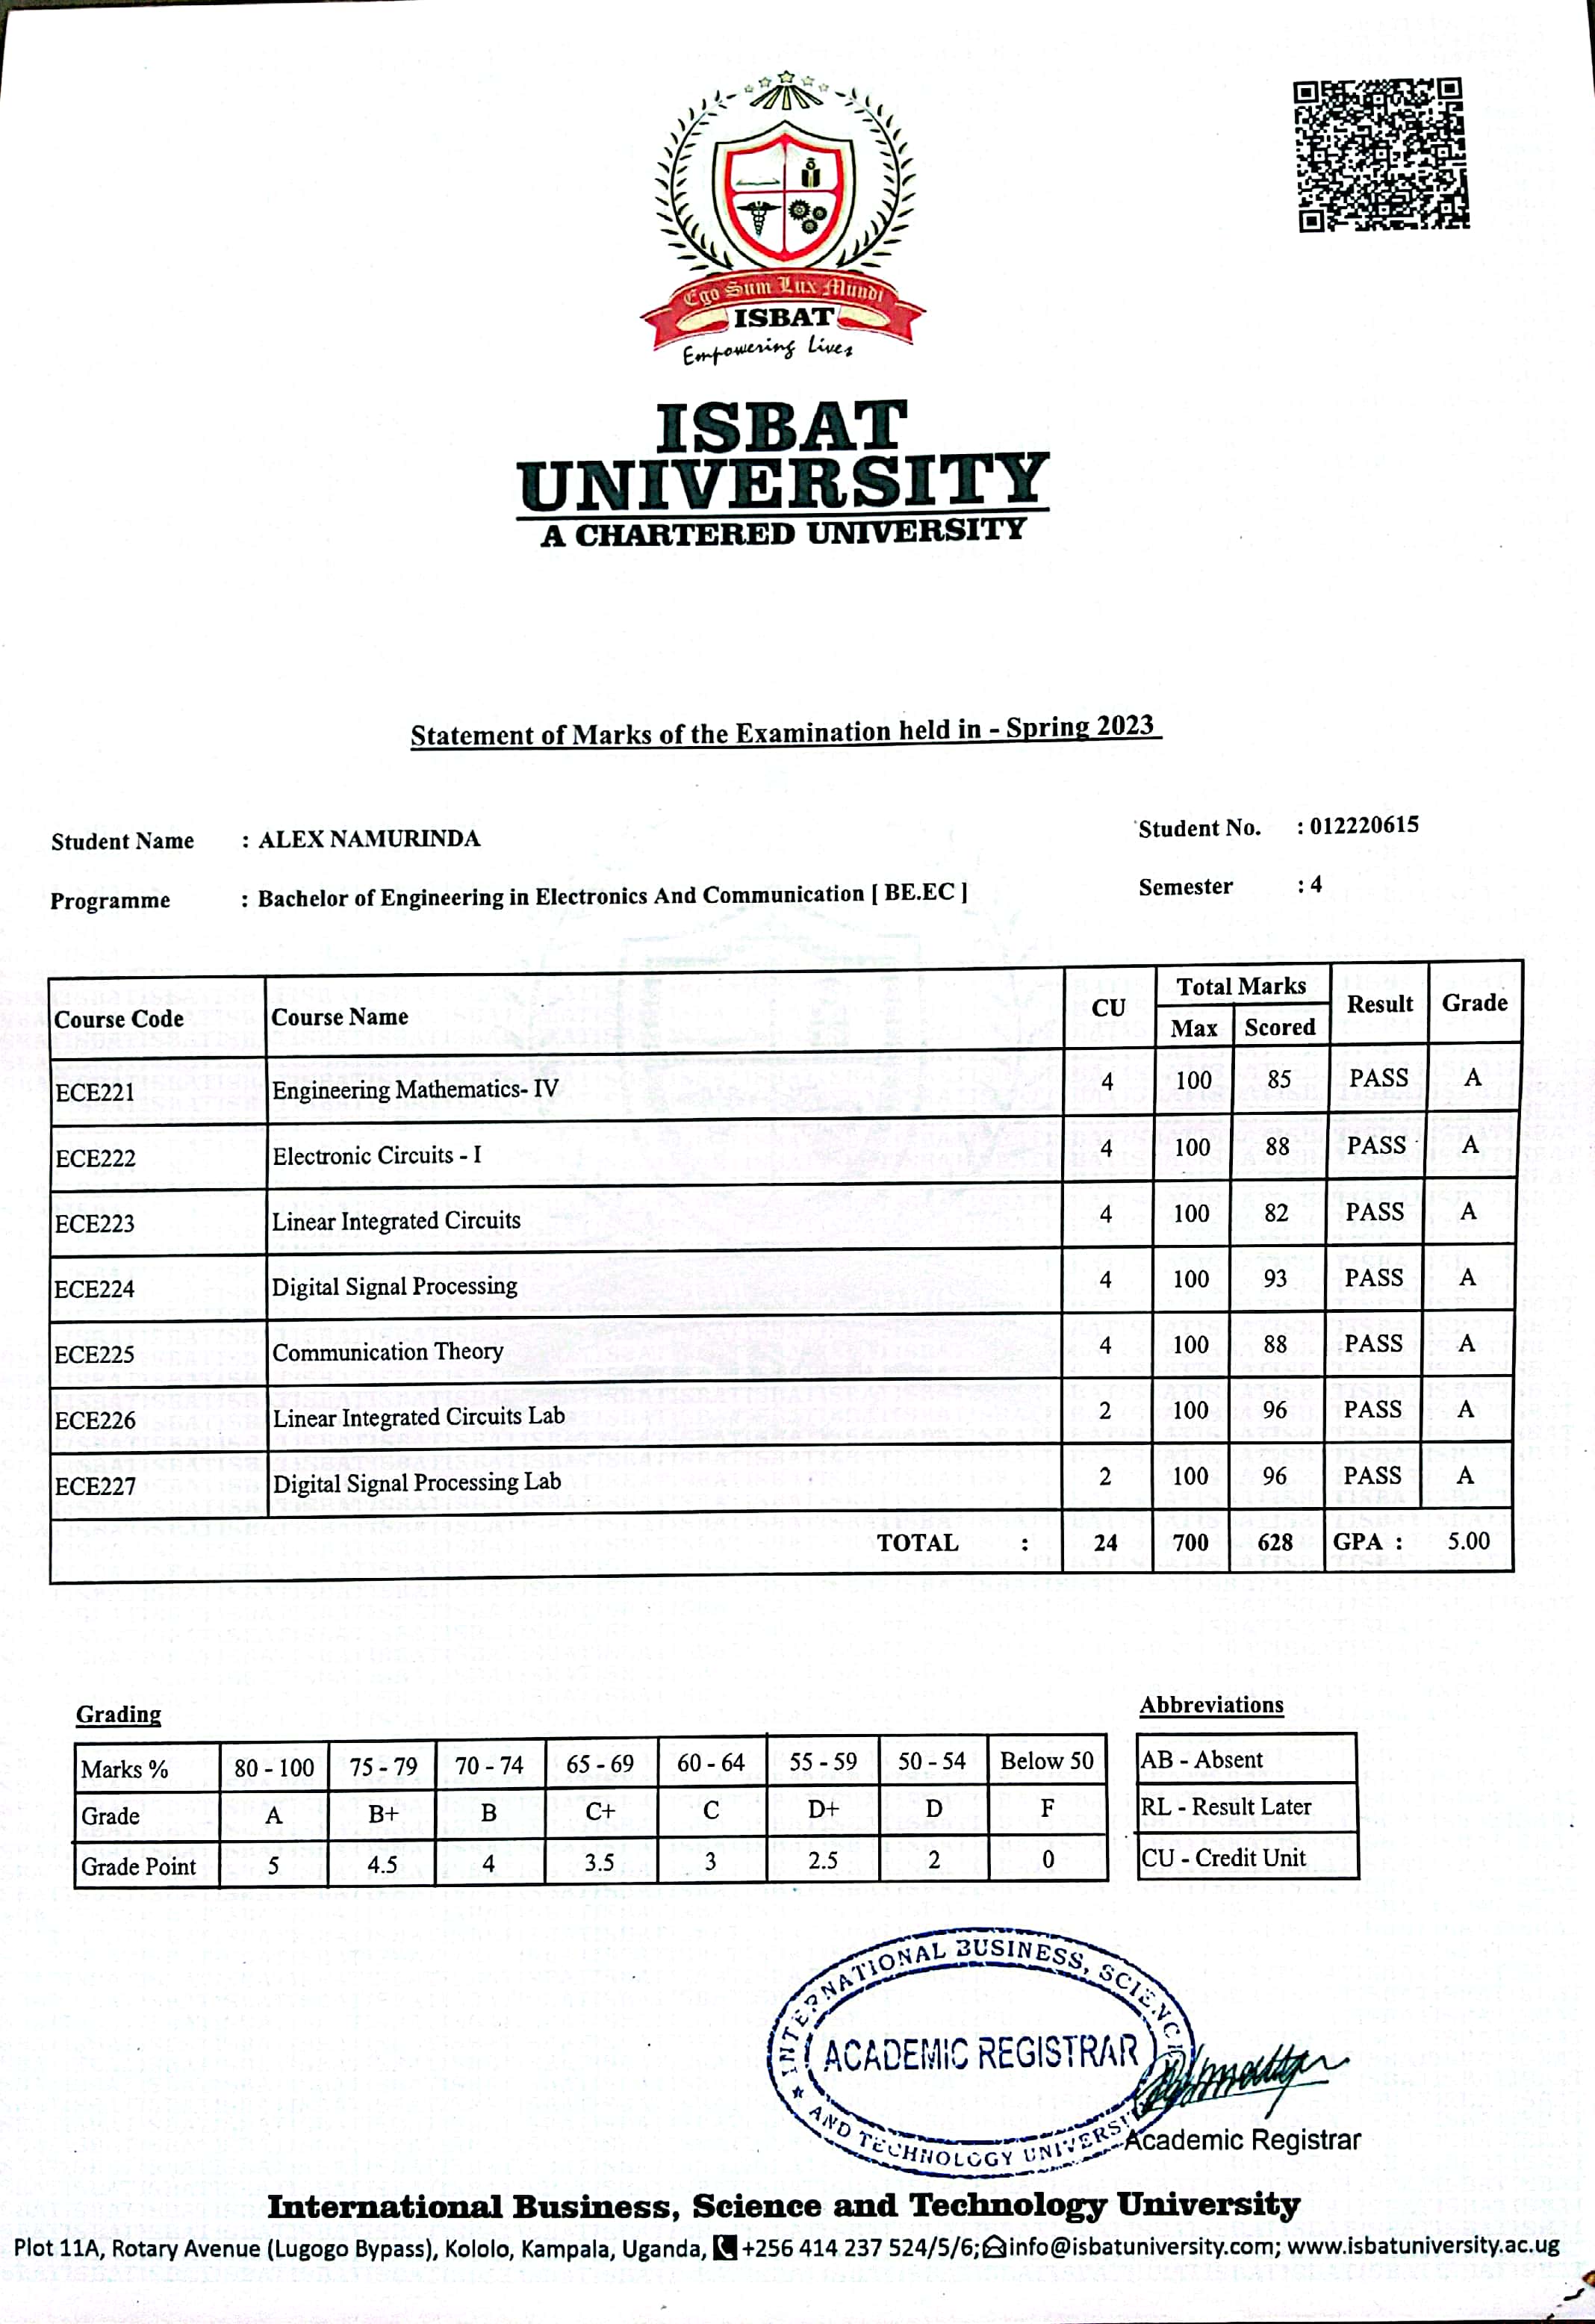 Ego Sum Lux Mundi
ISBAT
Empowering Lives
ISBAT
UNIVERSITY
A CHARTERED UNIVERSITY
Statement of Marks of the Examination held in - Spring 2023
Student Name : ALEX NAMURINDA Student No. : 012220615
Programme : Bachelor of Engineering in Electronics And Communication [ BE.EC ] Semester : 4
Course Code Course Name CU Total Marks Result Grade
Max Scored
ECE221 Engineering Mathematics- IV 4 100 85 PASS A
ECE222 Electronic Circuits - I 4 100 88 PASS A
ECE223 Linear Integrated Circuits 4 100 82 PASS A
ECE224 Digital Signal Processing 4 100 93 PASS A
ECE225 Communication Theory 4 100 88 PASS A
ECE226 Linear Integrated Circuits Lab 2 100 96 PASS A
ECE227 Digital Signal Processing Lab 2 100 96 PASS A
TOTAL : 24 700 628 GPA : 5.00
Grading
Marks % 80 - 100 75 - 79 70 - 74 65 - 69 60 - 64 55 - 59 50 - 54 Below 50
Grade A B+ B C+ C D+ D F
Grade Point 5 4.5 4 3.5 3 2.5 2 0
Abbreviations
AB - Absent
RL - Result Later
CU - Credit Unit
INTERNATIONAL BUSINESS, SCIENCE
ACADEMIC REGISTRAR
AND TECHNOLOGY UNIVERSITY
Academic Registrar
International Business, Science and Technology University
Plot 11A, Rotary Avenue (Lugogo Bypass), Kololo, Kampala, Uganda, +256 414 237 524/5/6; info@isbatuniversity.com; www.isbatuniversity.ac.ug